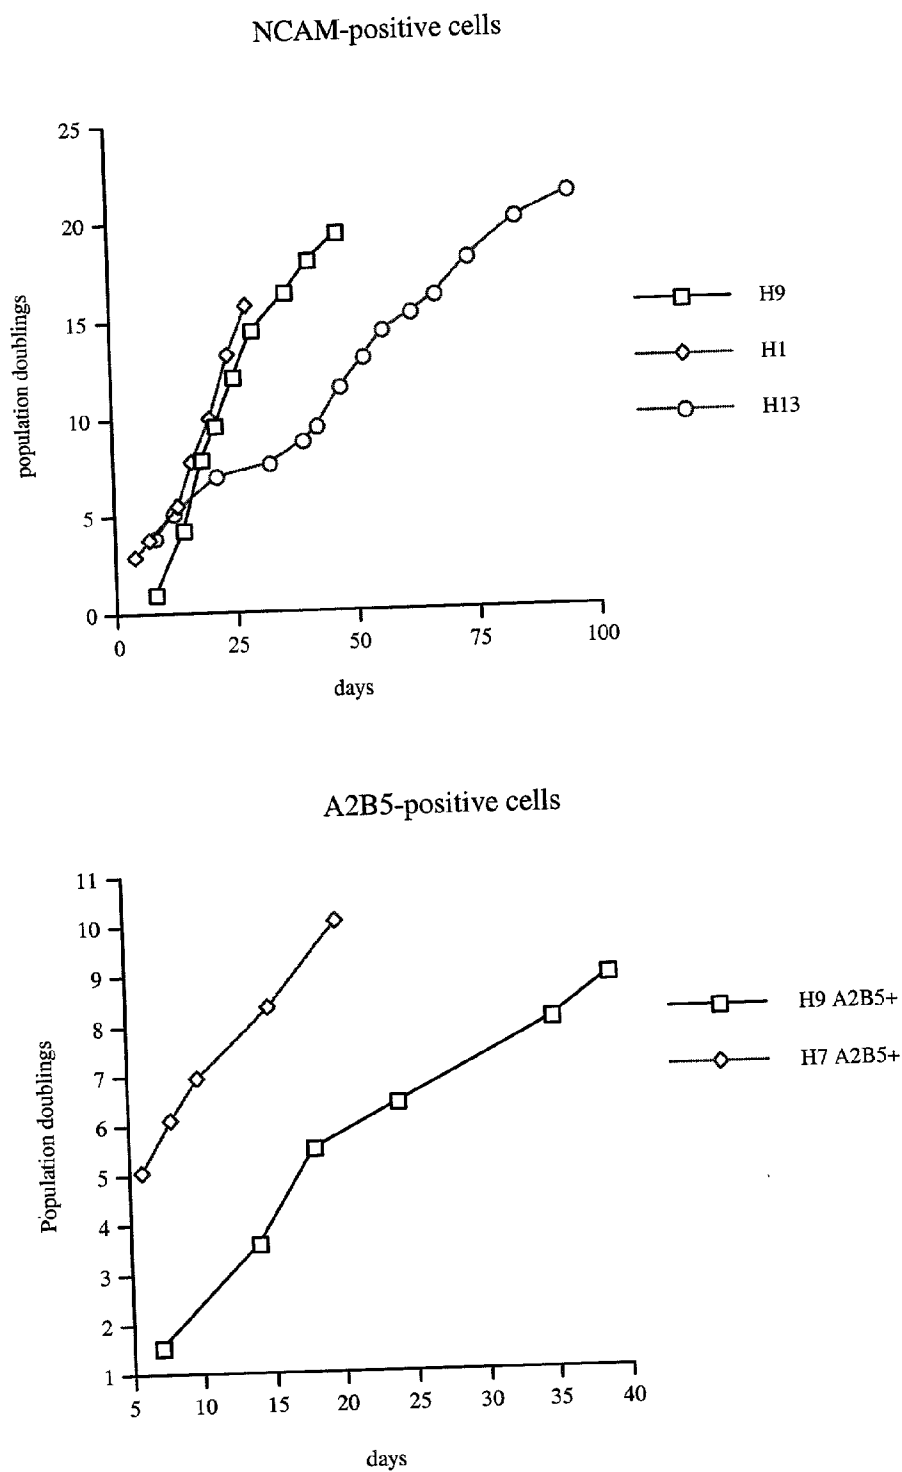 NCAM-positive cells
25
20
15
10
5
0
population doublings
0 25 50 75 100
days
H9
H1
H13
A2B5-positive cells
11
10
9
8
7
6
5
4
3
2
1
Population doublings
5 10 15 20 25 30 35 40
days
H9 A2B5+
H7 A2B5+